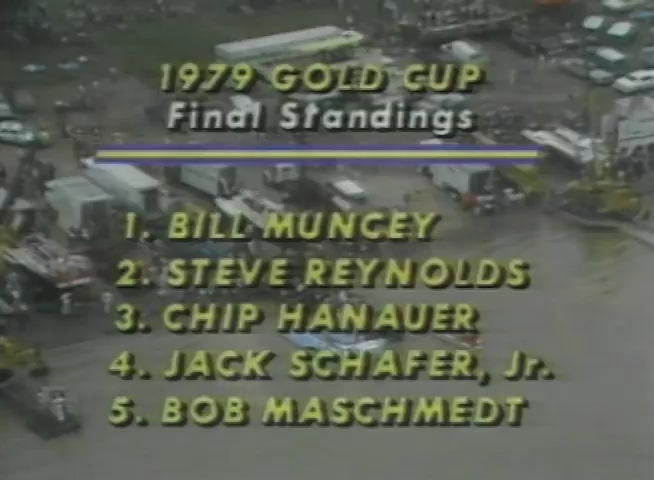 1979 GOLD CUP
Final Standings
1. BILL MUNCEY
2. STEVE REYNOLDS
3. CHIP HANAUER
4. JACK SCHAFER, Jr.
5. BOB MASCHMEDT